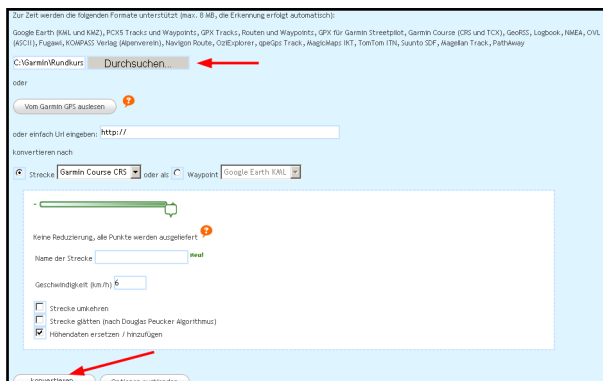 Zur Zeit werden die folgenden Formate unterstützt (max. 8 MB, die Erkennung erfolgt automatisch):
Google Earth (KML und KMZ), PCX5 Tracks und Waypoints, GPX Tracks, Routen und Waypoints, GPX für Garmin Streetpilot, Garmin Course (CRS und TCX), GeoRSS, Logbook, NMEA, OVL
(ASCII), Fugawi, KOMPASS Verlag (Alpenverein), Navigon Route, OziExplorer, qpeGps Track, MagicMaps IKT, TomTom ITN, Suunto SDF, Magellan Track, PathAway
C:\Garmin\Rundkurs Durchsuchen...
oder
Vom Garmin GPS auslesen ?
oder einfach Url eingeben: http://
konvertieren nach
Strecke Garmin Course CRS oder als Waypoint Google Earth KML
-
Keine Reduzierung, alle Punkte werden ausgeliefert ?
Name der Strecke neu!
Geschwindigkeit (km/h) 6
Strecke umkehren
Strecke glätten (nach Douglas Peucker Algorithmus)
Höhendaten ersetzen / hinzufügen
konvertieren Optionen ausblenden